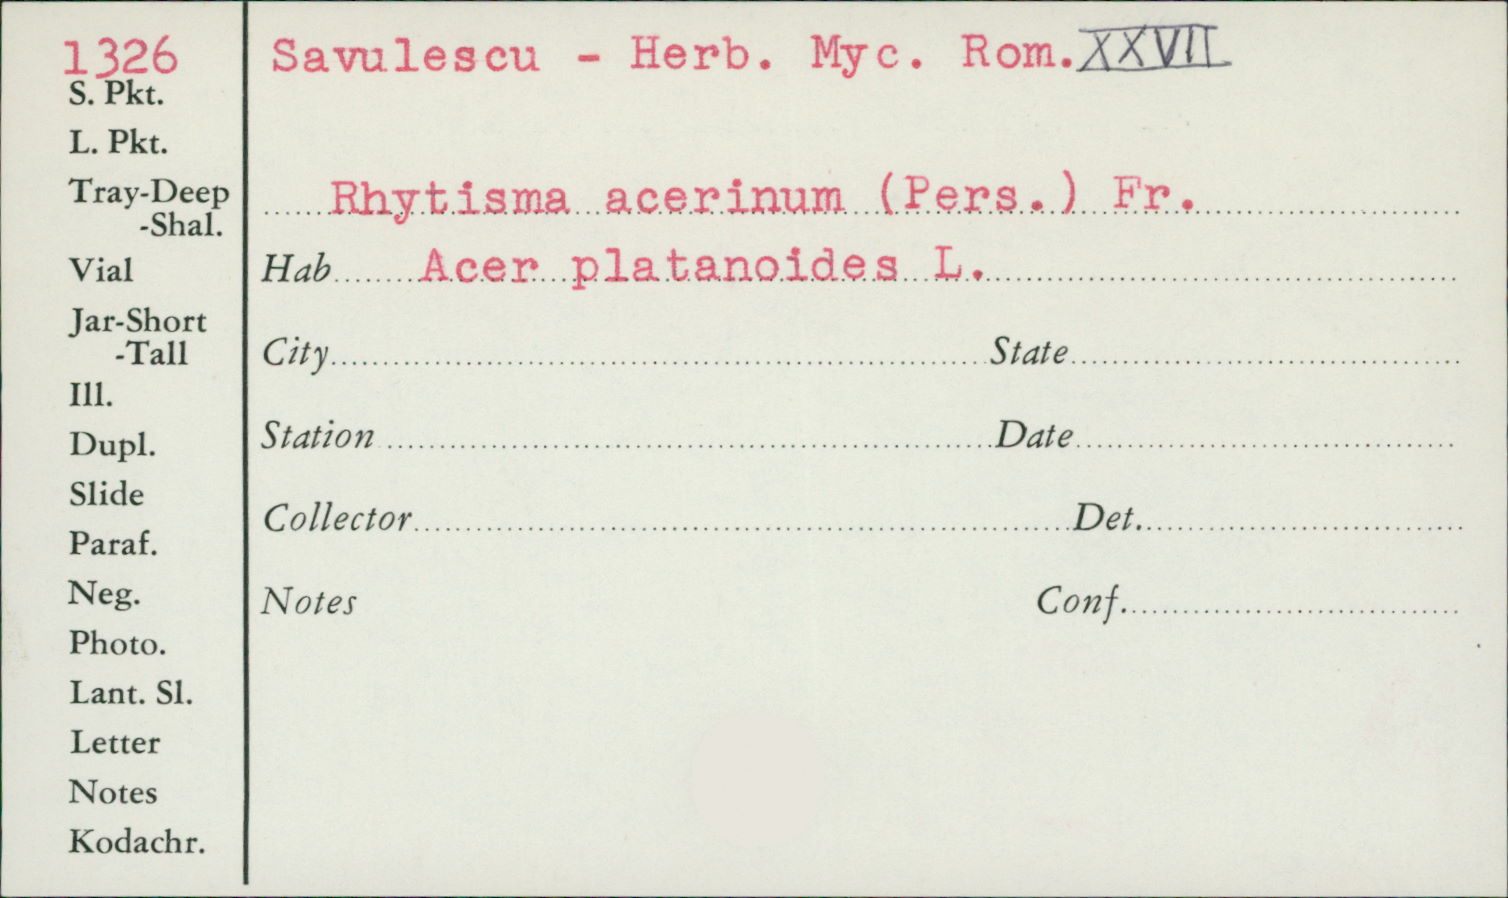 1326
Savulescu - Herb. Myc. Rom. XXVII
S. Pkt.
L. Pkt.
Tray-Deep
-Shal.
Rhytisma acerinum (Pers.) Fr.
Vial
Hab Acer platanoides L.
Jar-Short
-Tall
City State
Ill.
Dupl.
Station Date
Slide
Collector Det.
Paraf.
Neg.
Notes Conf.
Photo.
Lant. Sl.
Letter
Notes
Kodachr.